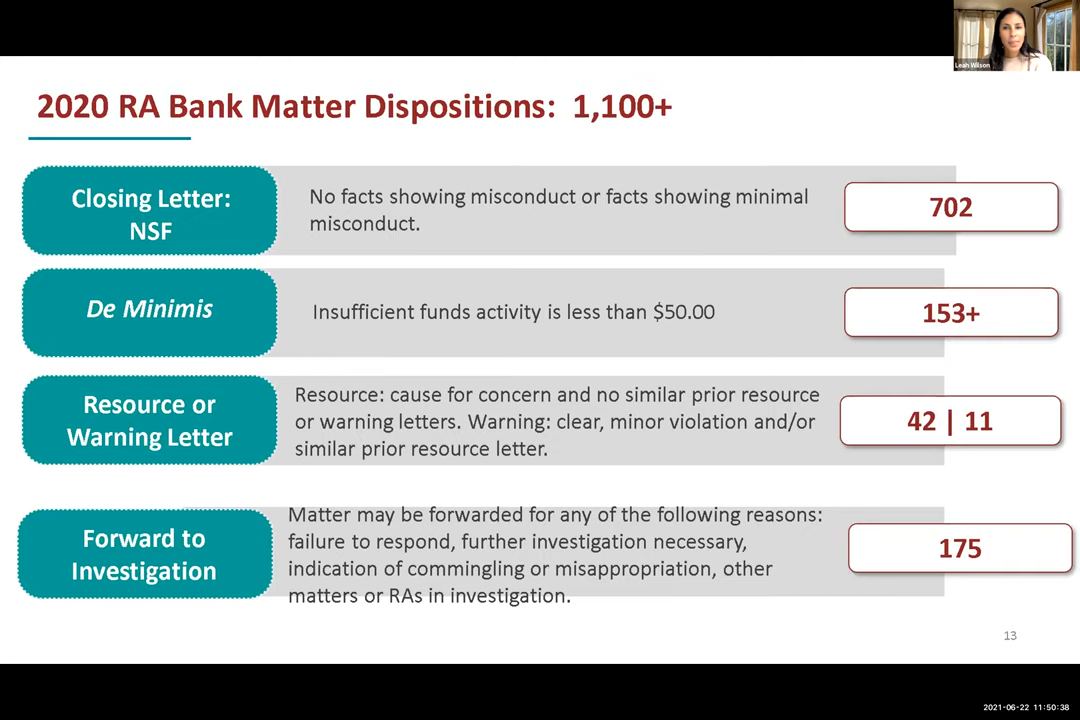 Leah Wilson
2020 RA Bank Matter Dispositions: 1,100+
Closing Letter:
NSF
No facts showing misconduct or facts showing minimal
misconduct.
702
De Minimis
Insufficient funds activity is less than $50.00
153+
Resource or
Warning Letter
Resource: cause for concern and no similar prior resource
or warning letters. Warning: clear, minor violation and/or
similar prior resource letter.
42 | 11
Forward to
Investigation
Matter may be forwarded for any of the following reasons:
failure to respond, further investigation necessary,
indication of commingling or misappropriation, other
matters or RAs in investigation.
175
13
2021-06-22 11:50:38